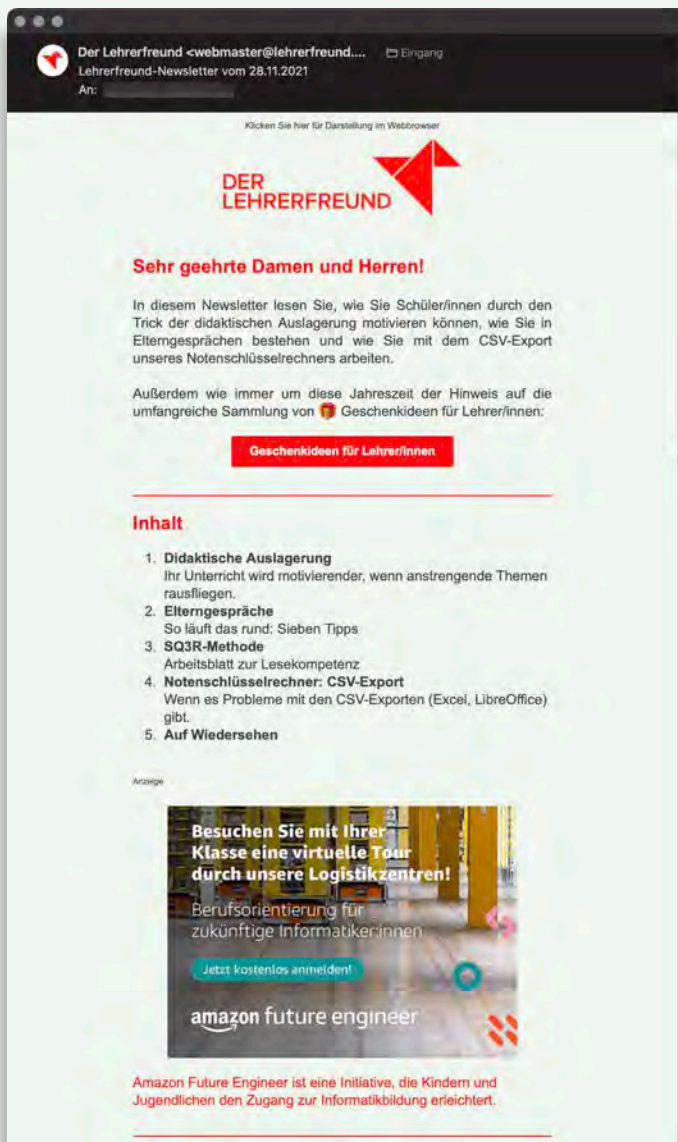 Der Lehrerfreund <webmaster@lehrerfreund.... Eingang
Lehrerfreund-Newsletter vom 28.11.2021
An:
Klicken Sie hier für Darstellung im Webbrowser
DER
LEHRERFREUND
Sehr geehrte Damen und Herren!
In diesem Newsletter lesen Sie, wie Sie Schüler/innen durch den
Trick der didaktischen Auslagerung motivieren können, wie Sie in
Elterngesprächen bestehen und wie Sie mit dem CSV-Export
unseres Notenschlüsselrechners arbeiten.
Außerdem wie immer um diese Jahreszeit der Hinweis auf die
umfangreiche Sammlung von 🎁 Geschenkideen für Lehrer/innen:
Geschenkideen für Lehrer/innen
Inhalt
1. Didaktische Auslagerung
Ihr Unterricht wird motivierender, wenn anstrengende Themen
rausfliegen.
2. Elterngespräche
So läuft das rund: Sieben Tipps
3. SQ3R-Methode
Arbeitsblatt zur Lesekompetenz
4. Notenschlüsselrechner: CSV-Export
Wenn es Probleme mit den CSV-Exporten (Excel, LibreOffice)
gibt.
5. Auf Wiedersehen
Anzeige
Besuchen Sie mit Ihrer
Klasse eine virtuelle Tour
durch unsere Logistikzentren!
Berufsorientierung für
zukünftige Informatiker:innen
Jetzt kostenlos anmelden!
amazon future engineer
Amazon Future Engineer ist eine Initiative, die Kindern und
Jugendlichen den Zugang zur Informatikbildung erleichtert.